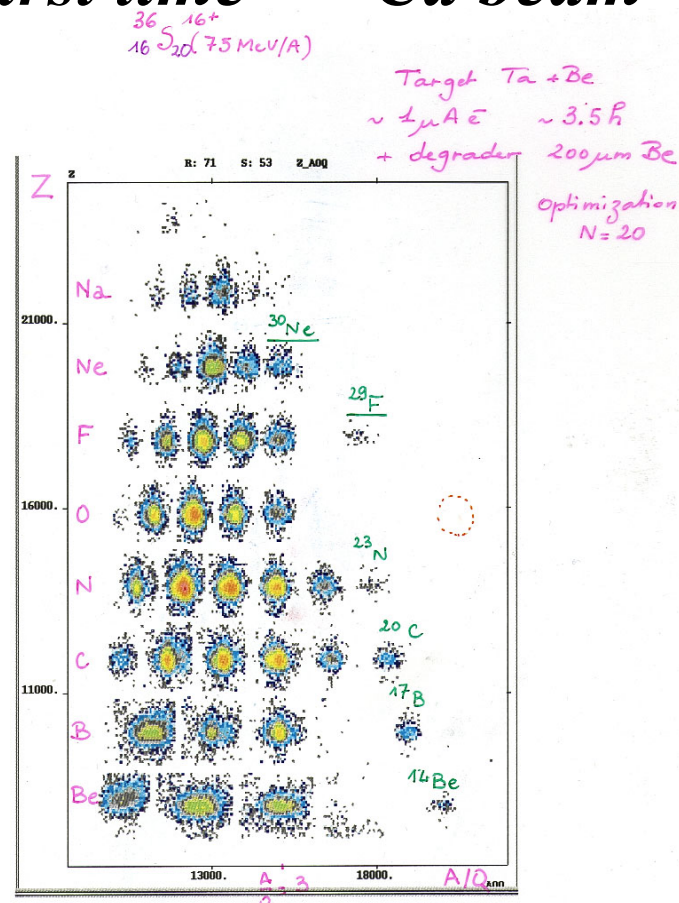 36 16+
16 S 20 (75 MeV/A)
Target Ta + Be
~ 1 μA e ~ 3.5 h
+ degrader 200 μm Be
Optimization
N = 20
R: 71 S: 53 Z_AOQ
Z
Z
Na
21000.
30Ne
Ne
29F
F
16000.
O
23N
N
20C
C
11000.
17B
B
14Be
Be
13000.
18000.
A = 3
A/Q
AOQ